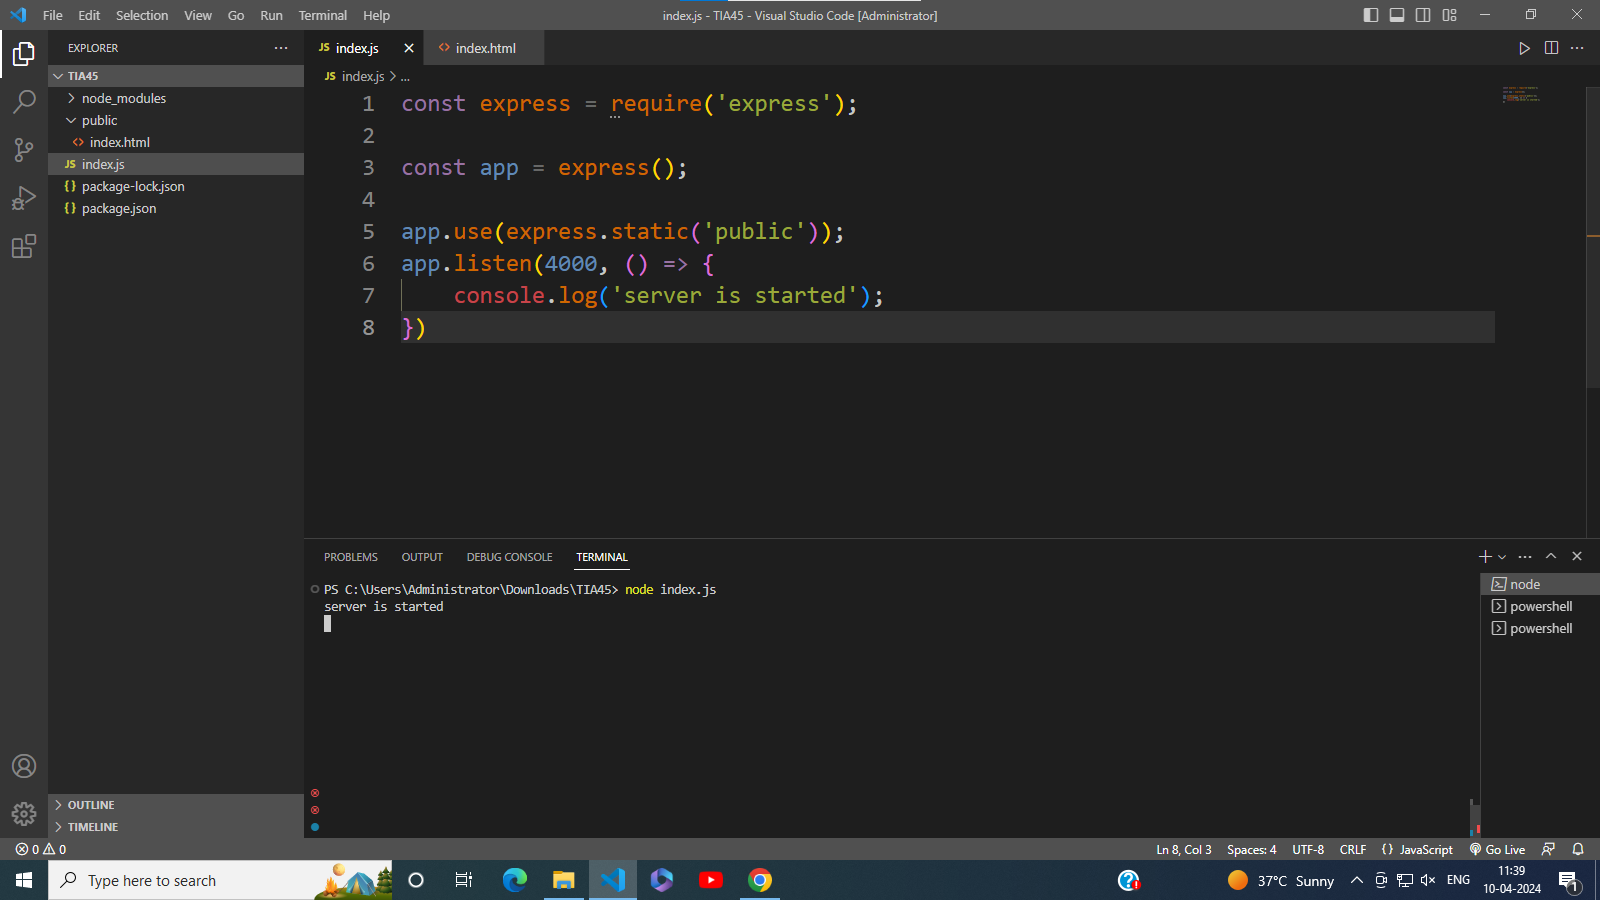 File Edit Selection View Go Run Terminal Help
index.js - TIA45 - Visual Studio Code [Administrator]
EXPLORER
TIA45
node_modules
public
index.html
index.js
package-lock.json
package.json
OUTLINE
TIMELINE
index.js
index.html
index.js > ...
1 const express = require('express');
2
3 const app = express();
4
5 app.use(express.static('public'));
6 app.listen(4000, () => {
7 console.log('server is started');
8 })
PROBLEMS OUTPUT DEBUG CONSOLE TERMINAL
PS C:\Users\Administrator\Downloads\TIA45> node index.js
server is started
node
powershell
powershell
0 0
Ln 8, Col 3 Spaces: 4 UTF-8 CRLF {} JavaScript Go Live
Type here to search
37°C Sunny
ENG
11:39
10-04-2024
1